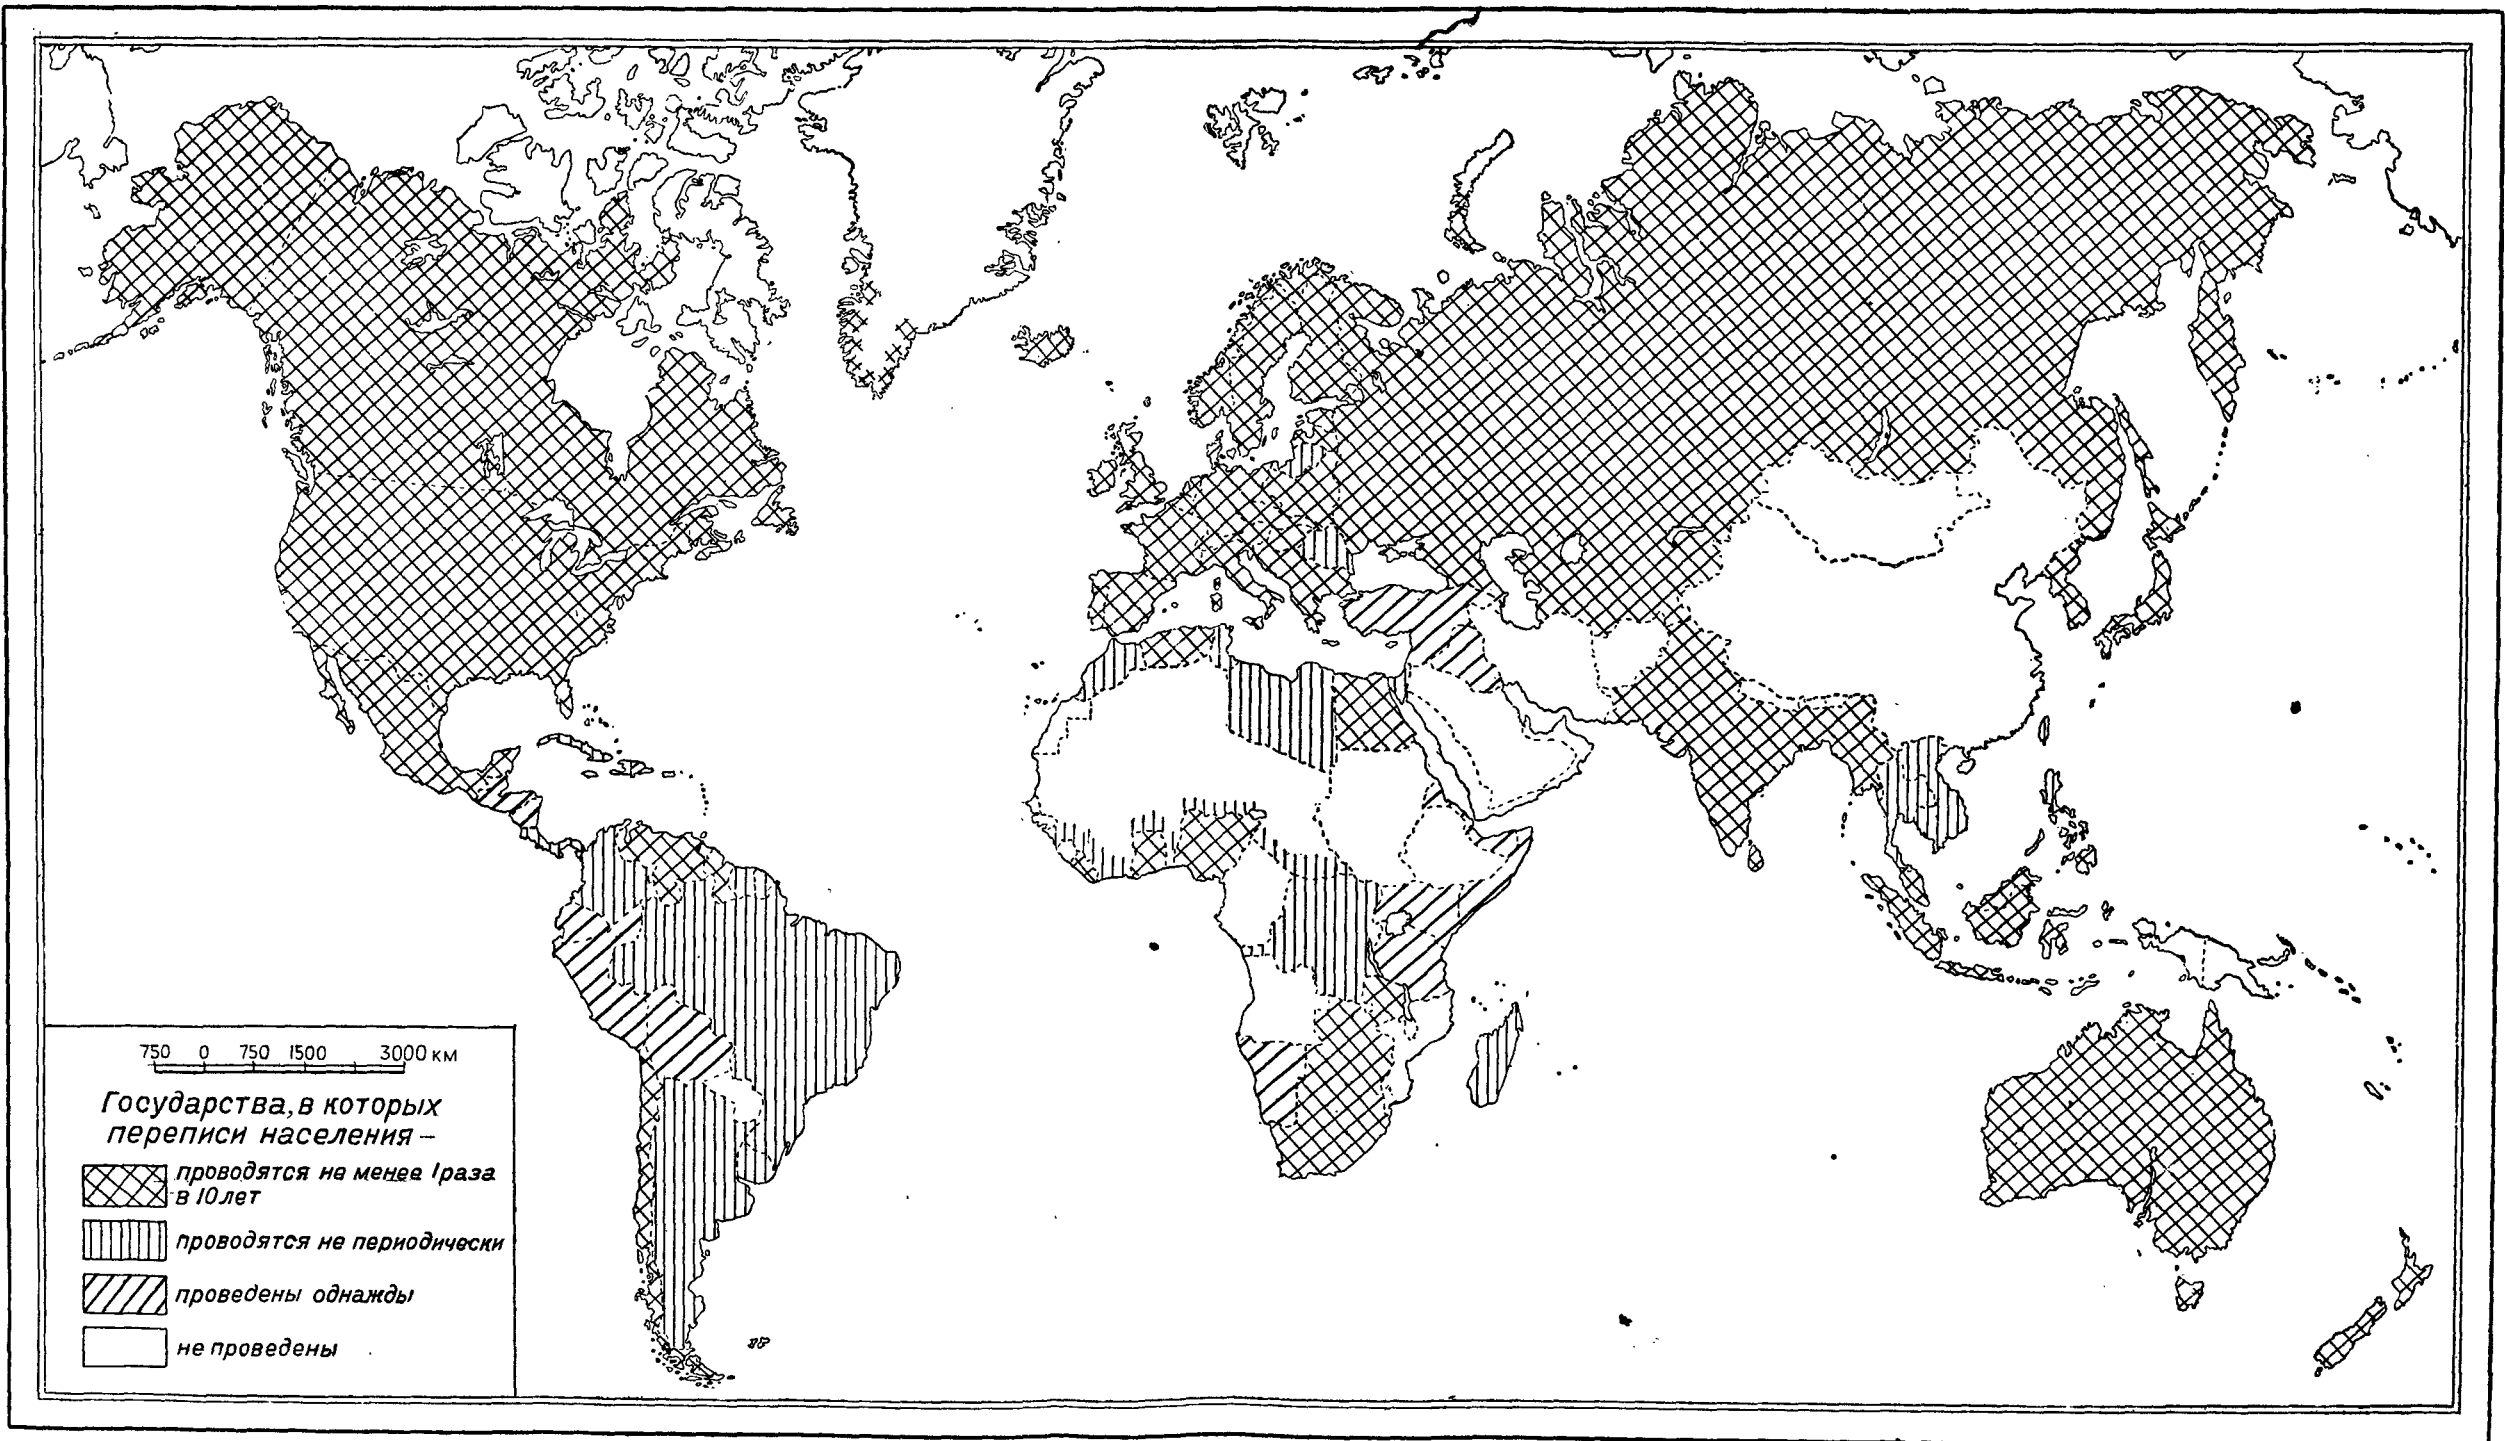 750 0 750 1500 3000 км
Государства, в которых
переписи населения –
проводятся не менее 1 раза
в 10 лет
проводятся не периодически
проведены однажды
не проведены